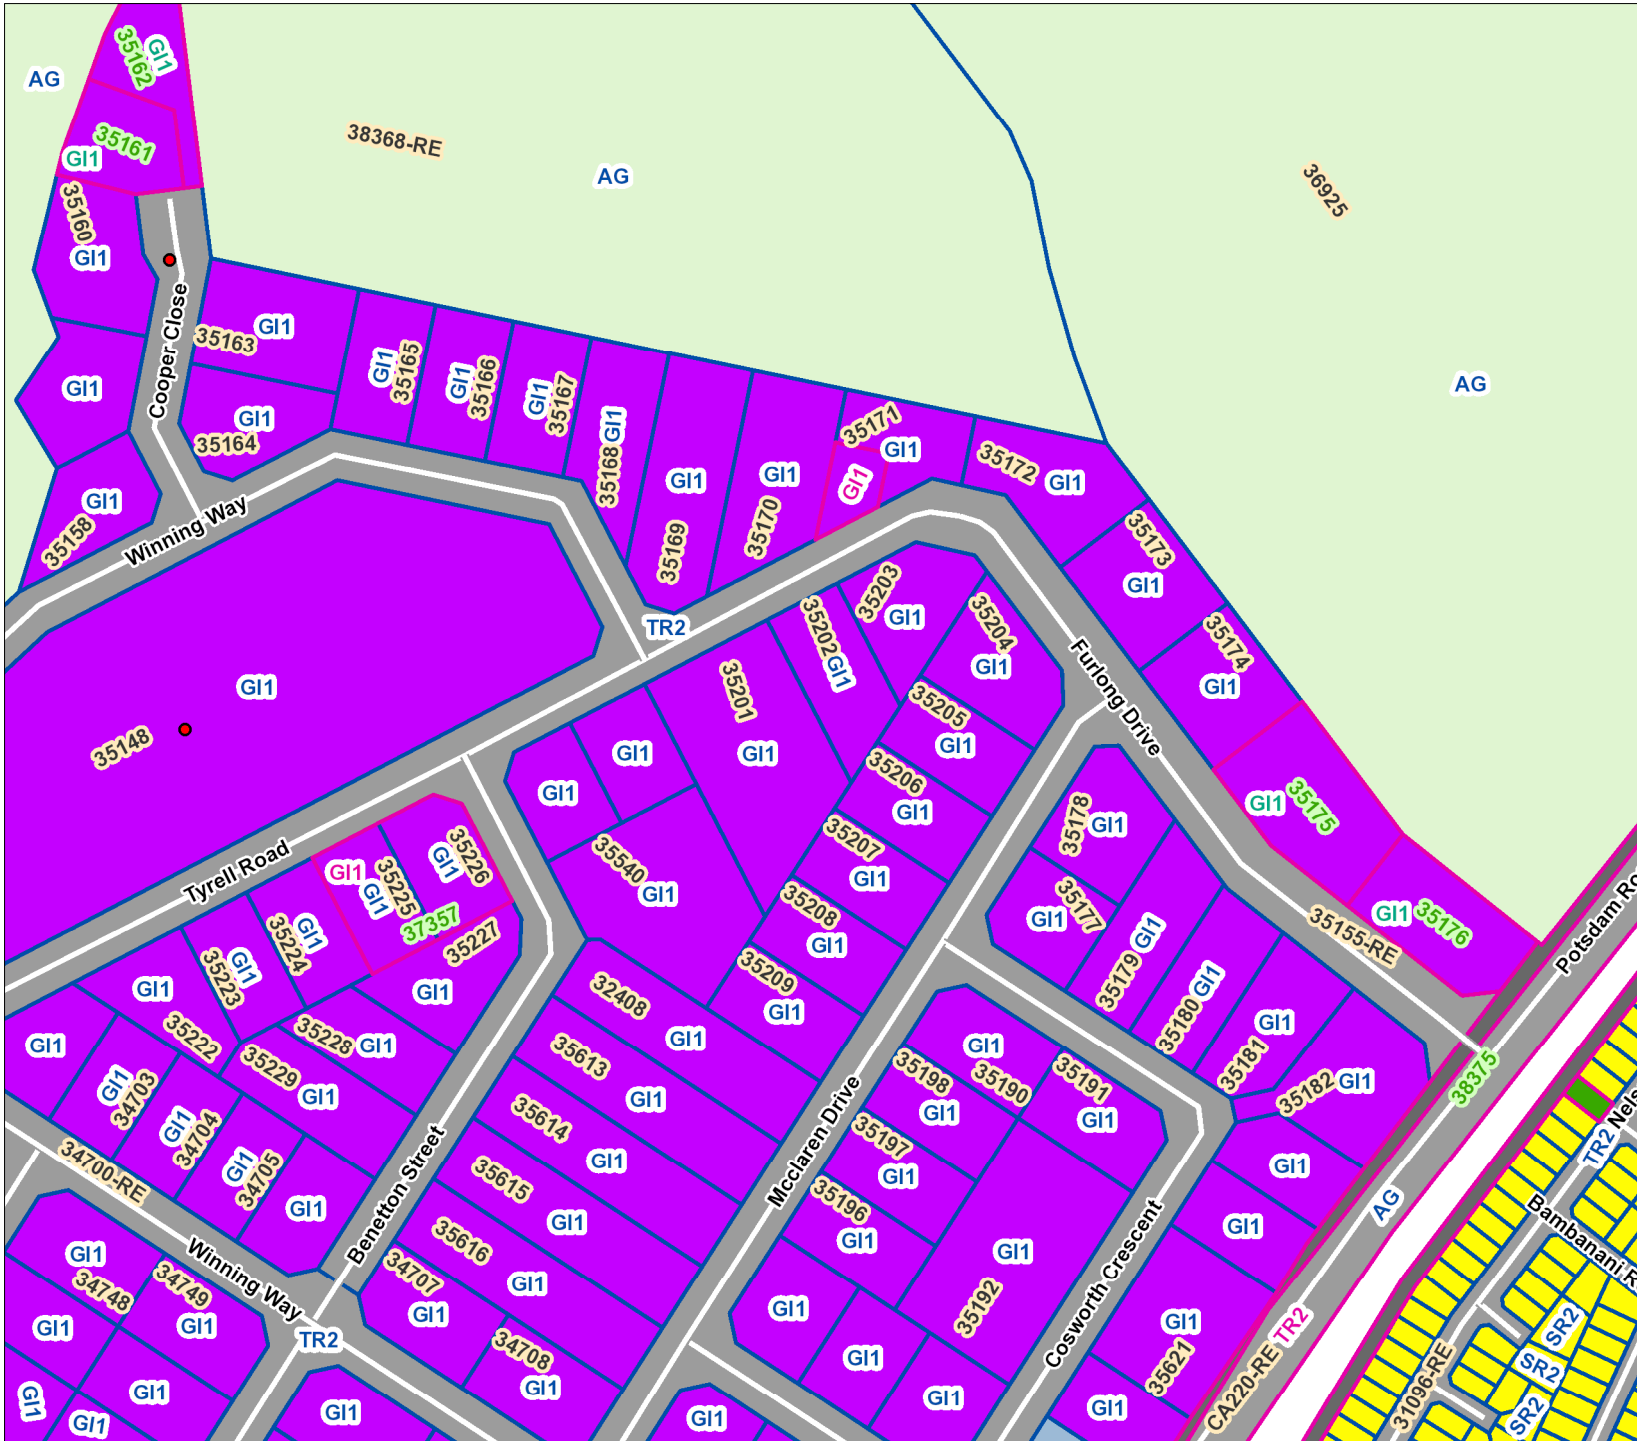 35162
GI1
AG
35161
GI1
38368-RE
AG
36925
35160
GI1
AG
Cooper Close
35163
GI1
GI1
35165
GI1
35166
GI1
35167
GI1
35164
GI1
35168
GI1
GI1
35169
GI1
35170
35171
GI1
GI1
35172
GI1
GI1
35158
Winning Way
35173
GI1
35174
GI1
TR2
35202
GI1
35203
GI1
35204
GI1
Furlong Drive
35201
GI1
GI1
35148
GI1
GI1
35205
GI1
35206
GI1
35207
GI1
35208
GI1
35209
GI1
35178
GI1
35177
GI1
GI1
35175
GI1
35176
35155-RE
Potsdam Ro
Tyrell Road
GI1
GI1
35225
GI1
35226
37357
35227
GI1
35540
GI1
GI1
35224
GI1
35223
GI1
35222
35228
GI1
35229
GI1
32408
GI1
35613
GI1
35614
GI1
35615
GI1
35616
GI1
35179
GI1
35180
GI1
GI1
35181
35182
GI1
38375
GI1
GI1
34703
GI1
34704
GI1
34705
GI1
34700-RE
Benetton Street
Mcclaren Drive
GI1
35198
GI1
35190
35191
GI1
35197
GI1
35196
GI1
GI1
35192
Cosworth Crescent
GI1
GI1
AG
TR2
Nels
Bambanani R
GI1
34748
34749
GI1
Winning Way
TR2
34707
GI1
34708
GI1
GI1
GI1
GI1
GI1
35621
CA220-RE
TR2
SR2
SR2
SR2
31096-RE
GI1
GI1
GI1
GI1
GI1
GI1
GI1